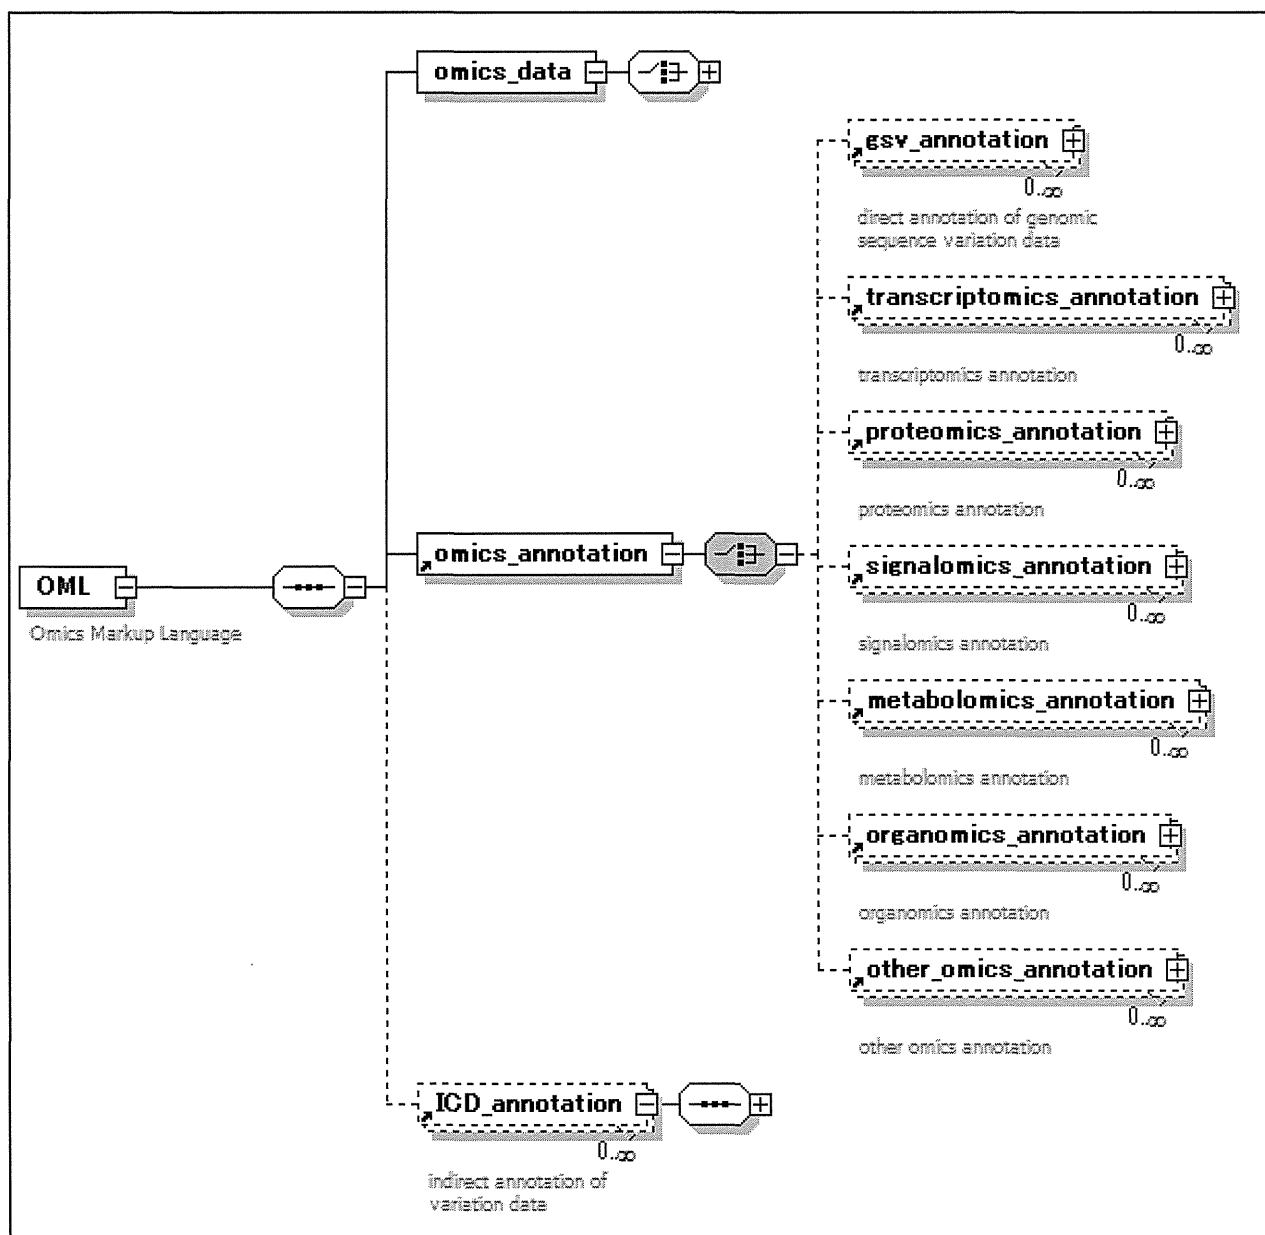 omics_data
gsv_annotation
0..∞
direct annotation of genomic
sequence variation data
transcriptomics_annotation
0..∞
transcriptomics annotation
proteomics_annotation
0..∞
proteomics annotation
omics_annotation
signalomics_annotation
0..∞
signalomics annotation
OML
Omics Markup Language
metabolomics_annotation
0..∞
metabolomics annotation
organomics_annotation
0..∞
organomics annotation
other_omics_annotation
0..∞
other omics annotation
ICD_annotation
0..∞
indirect annotation of
variation data